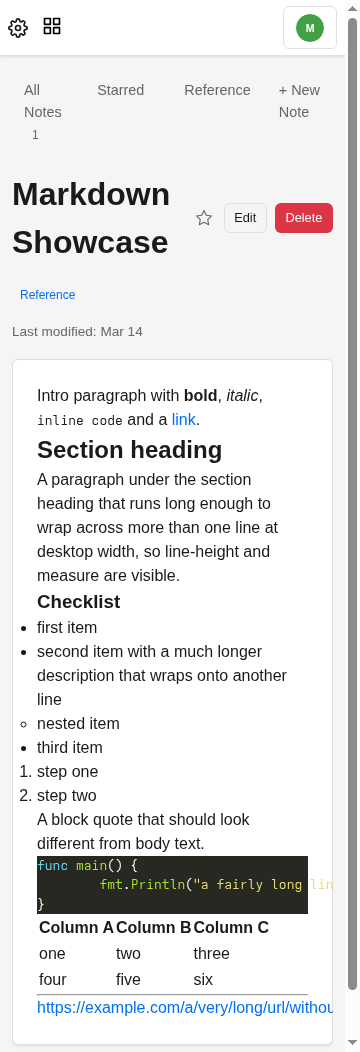 M
All Notes 1
Starred
Reference
+ New Note
Markdown
Showcase
Edit
Delete
Reference
Last modified: Mar 14
Intro paragraph with bold, italic,
inline code and a link.
Section heading
A paragraph under the section
heading that runs long enough to
wrap across more than one line at
desktop width, so line-height and
measure are visible.
Checklist
first item
second item with a much longer
description that wraps onto another
line
nested item
third item
1. step one
2. step two
A block quote that should look
different from body text.
func main() {
fmt.Println("a fairly long lin
}
Column A Column B Column C
one two three
four five six
https://example.com/a/very/long/url/withou